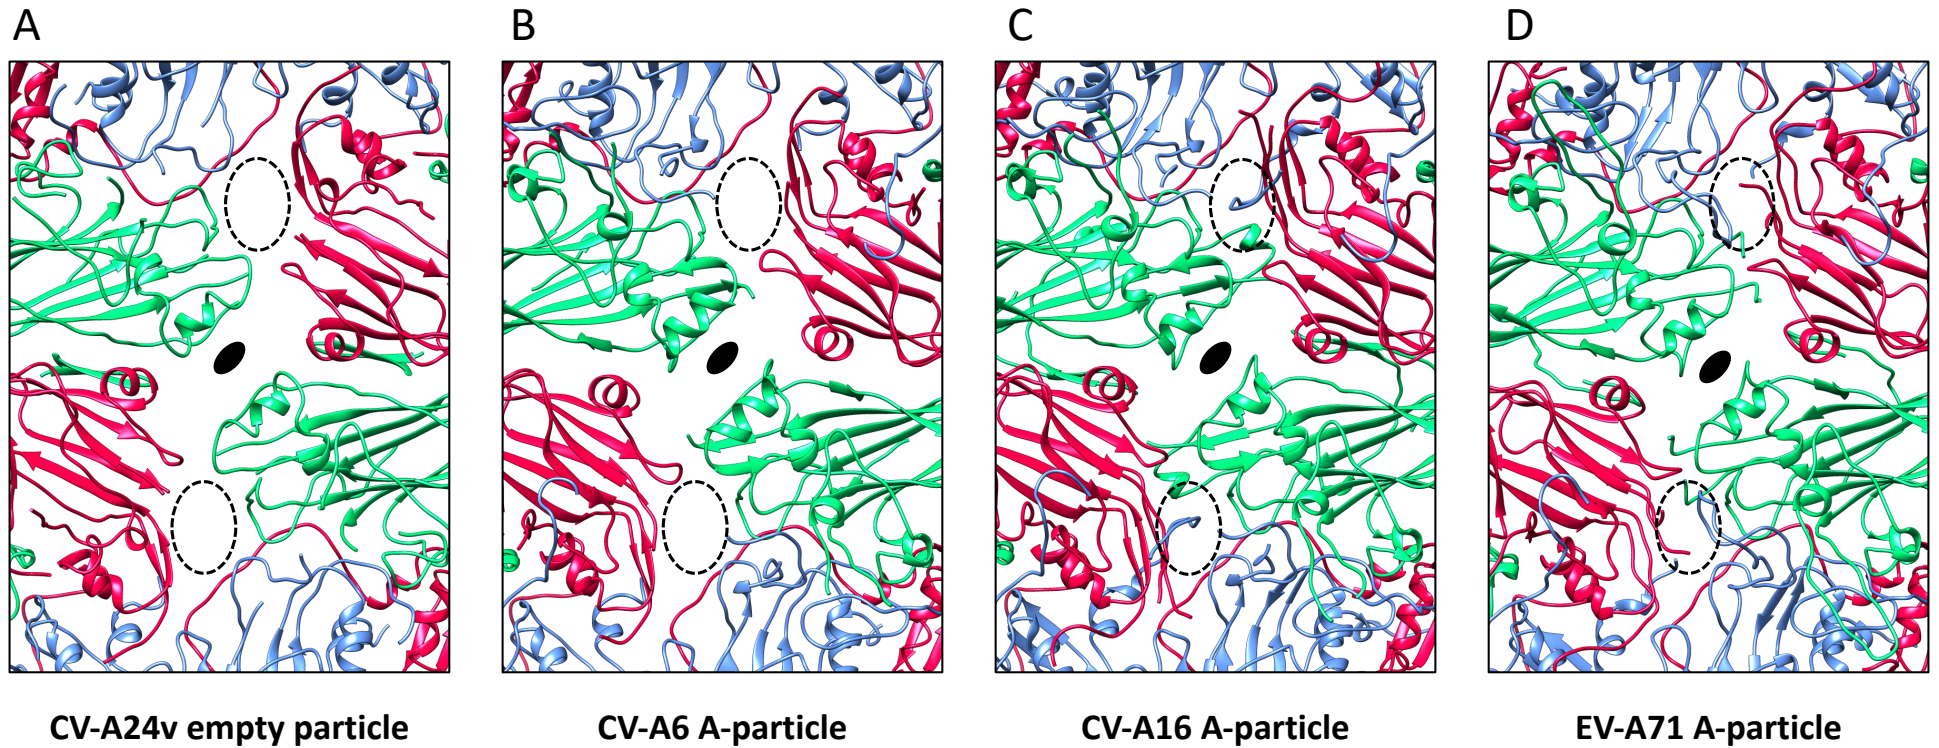 A
B
C
D
CV-A24v empty particle
CV-A6 A-particle
CV-A16 A-particle
EV-A71 A-particle